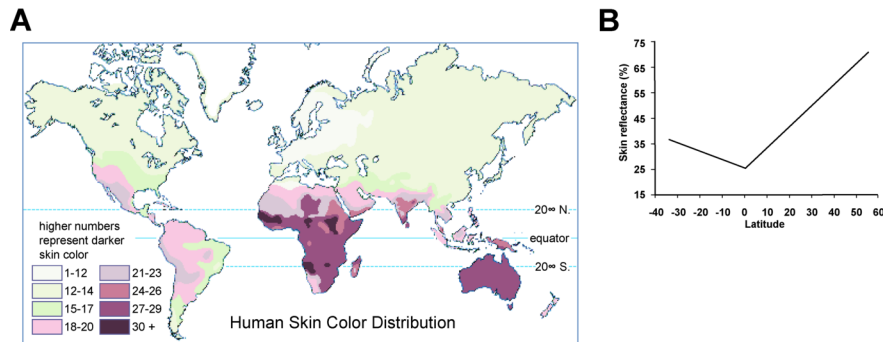 A
20∞ N.
equator
20∞ S.
higher numbers
represent darker
skin color
1-12
12-14
15-17
18-20
21-23
24-26
27-29
30 +
Human Skin Color Distribution
B
Skin reflectance (%)
75
65
55
45
35
25
15
-40 -30 -20 -10 0 10 20 30 40 50 60
Latitude